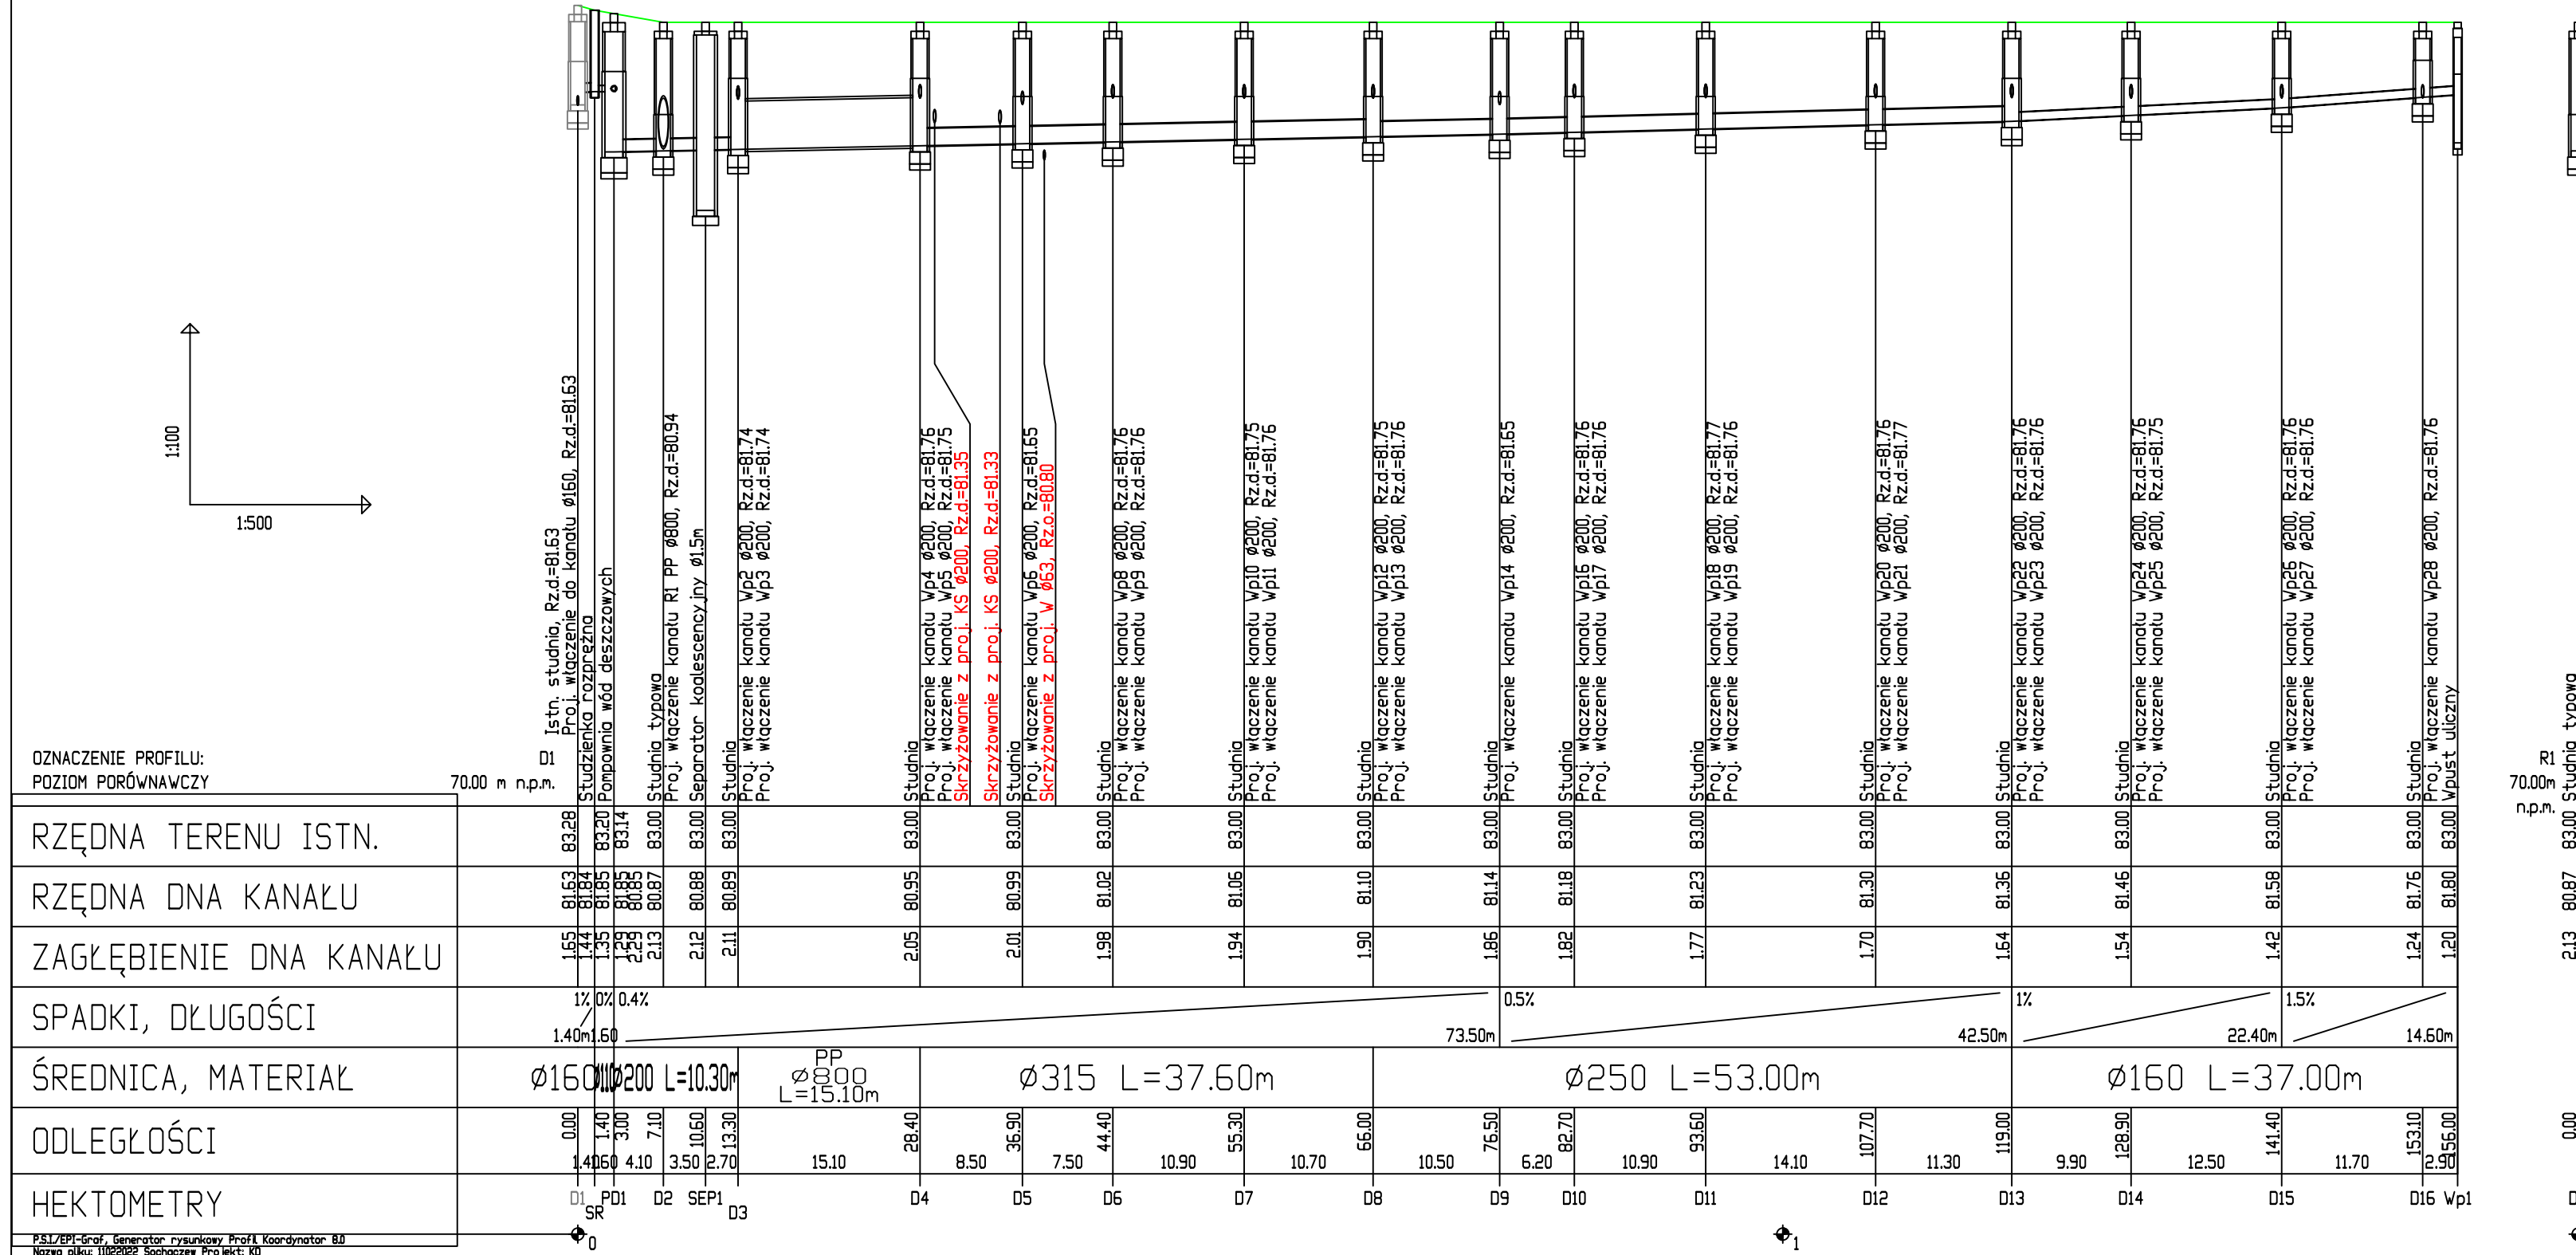 1:100
1:500
Istn. studnia, Rz.d.=81.63
Proj. włączenie do kanału ø160, Rz.d.=81.63
Studzienka rozprężna
Pompownia wód deszczowych
Studnia typowa
Proj. włączenie kanału R1 PP ø800, Rz.d.=80.94
Separator koalescencyjny ø1.5m
Studnia
Proj. włączenie kanału Wp2 ø200, Rz.d.=81.74
Proj. włączenie kanału Wp3 ø200, Rz.d.=81.74
Studnia
Proj. włączenie kanału Wp4 ø200, Rz.d.=81.76
Proj. włączenie kanału Wp5 ø200, Rz.d.=81.75
Skrzyżowanie z proj. KS ø200, Rz.d.=81.35
Skrzyżowanie z proj. KS ø200, Rz.d.=81.33
Studnia
Proj. włączenie kanału Wp6 ø200, Rz.d.=81.65
Skrzyżowanie z proj. W ø63, Rz.o.=80.80
Studnia
Proj. włączenie kanału Wp8 ø200, Rz.d.=81.76
Proj. włączenie kanału Wp9 ø200, Rz.d.=81.76
Studnia
Proj. włączenie kanału Wp10 ø200, Rz.d.=81.75
Proj. włączenie kanału Wp11 ø200, Rz.d.=81.76
Studnia
Proj. włączenie kanału Wp12 ø200, Rz.d.=81.75
Proj. włączenie kanału Wp13 ø200, Rz.d.=81.76
Studnia
Proj. włączenie kanału Wp14 ø200, Rz.d.=81.65
Studnia
Proj. włączenie kanału Wp16 ø200, Rz.d.=81.76
Proj. włączenie kanału Wp17 ø200, Rz.d.=81.76
Studnia
Proj. włączenie kanału Wp18 ø200, Rz.d.=81.77
Proj. włączenie kanału Wp19 ø200, Rz.d.=81.76
Studnia
Proj. włączenie kanału Wp20 ø200, Rz.d.=81.76
Proj. włączenie kanału Wp21 ø200, Rz.d.=81.77
Studnia
Proj. włączenie kanału Wp22 ø200, Rz.d.=81.76
Proj. włączenie kanału Wp23 ø200, Rz.d.=81.76
Studnia
Proj. włączenie kanału Wp24 ø200, Rz.d.=81.76
Proj. włączenie kanału Wp25 ø200, Rz.d.=81.75
Studnia
Proj. włączenie kanału Wp26 ø200, Rz.d.=81.76
Proj. włączenie kanału Wp27 ø200, Rz.d.=81.76
Studnia
Proj. włączenie kanału Wp28 ø200, Rz.d.=81.76
Wpust uliczny
Studnia typowa
OZNACZENIE PROFILU: D1 R1
POZIOM PORÓWNAWCZY 70.00 m n.p.m. 70.00m
n.p.m.
RZĘDNA TERENU ISTN. 83.28 83.20 83.14 83.00 83.00 83.00 83.00 83.00 83.00 83.00 83.00 83.00 83.00 83.00 83.00 83.00 83.00 83.00 83.00 83.00 83.00
RZĘDNA DNA KANAŁU 81.63 81.84 81.85 81.85 80.85 80.87 80.88 80.89 80.95 80.99 81.02 81.06 81.10 81.14 81.18 81.23 81.30 81.36 81.46 81.58 81.76 81.80 80.87
ZAGŁĘBIENIE DNA KANAŁU 1.65 1.44 1.35 1.29 2.29 2.13 2.12 2.11 2.05 2.01 1.98 1.94 1.90 1.86 1.82 1.77 1.70 1.64 1.54 1.42 1.24 1.20 2.13
SPADKI, DŁUGOŚCI 1% 0% 0.4% 0.5% 1% 1.5%
1.40m 1.60 73.50m 42.50m 22.40m 14.60m
ŚREDNICA, MATERIAŁ ø160 ø110 ø200 L=10.30m PP ø800 L=15.10m ø315 L=37.60m ø250 L=53.00m ø160 L=37.00m
ODLEGŁOŚCI 0.00 1.40 3.00 7.10 10.60 13.30 28.40 36.90 44.40 55.30 66.00 76.50 82.70 93.60 107.70 119.00 128.90 141.40 153.10 156.00 0.00
1.40 1.60 4.10 3.50 2.70 15.10 8.50 7.50 10.90 10.70 10.50 6.20 10.90 14.10 11.30 9.90 12.50 11.70 2.90
HEKTOMETRY D1 SR PD1 D2 SEP1 D3 D4 D5 D6 D7 D8 D9 D10 D11 D12 D13 D14 D15 D16 Wp1
0 1
P.S.I./EPI-Graf, Generator rysunkowy Profil Koordynator 8.0
Nazwa pliku: 11022022 Sochaczew Projekt: KD